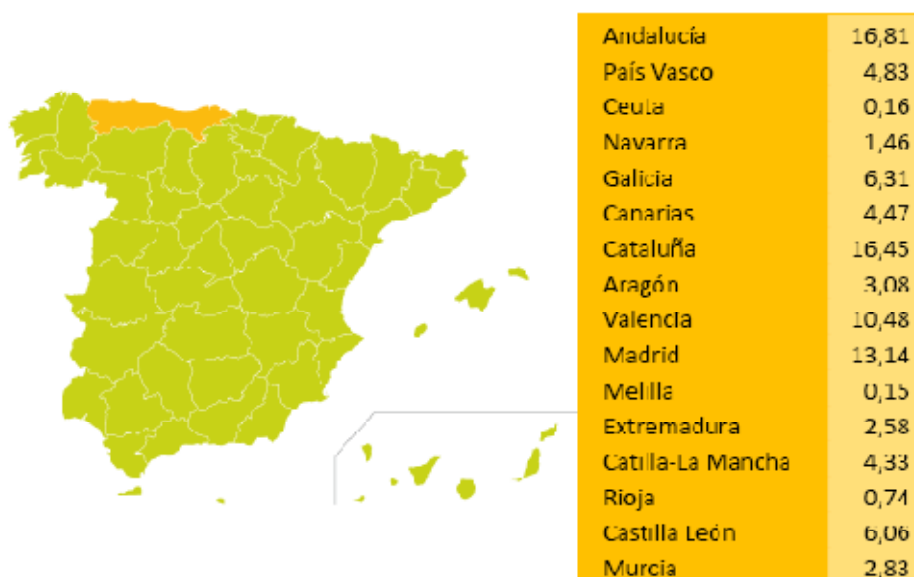 Andalucía 16,81
País Vasco 4,83
Ceuta 0,16
Navarra 1,46
Galicia 6,31
Canarias 4,47
Cataluña 16,45
Aragón 3,08
Valencia 10,48
Madrid 13,14
Melilla 0,15
Extremadura 2,58
Catilla-La Mancha 4,33
Rioja 0,74
Castilla León 6,06
Murcia 2,83